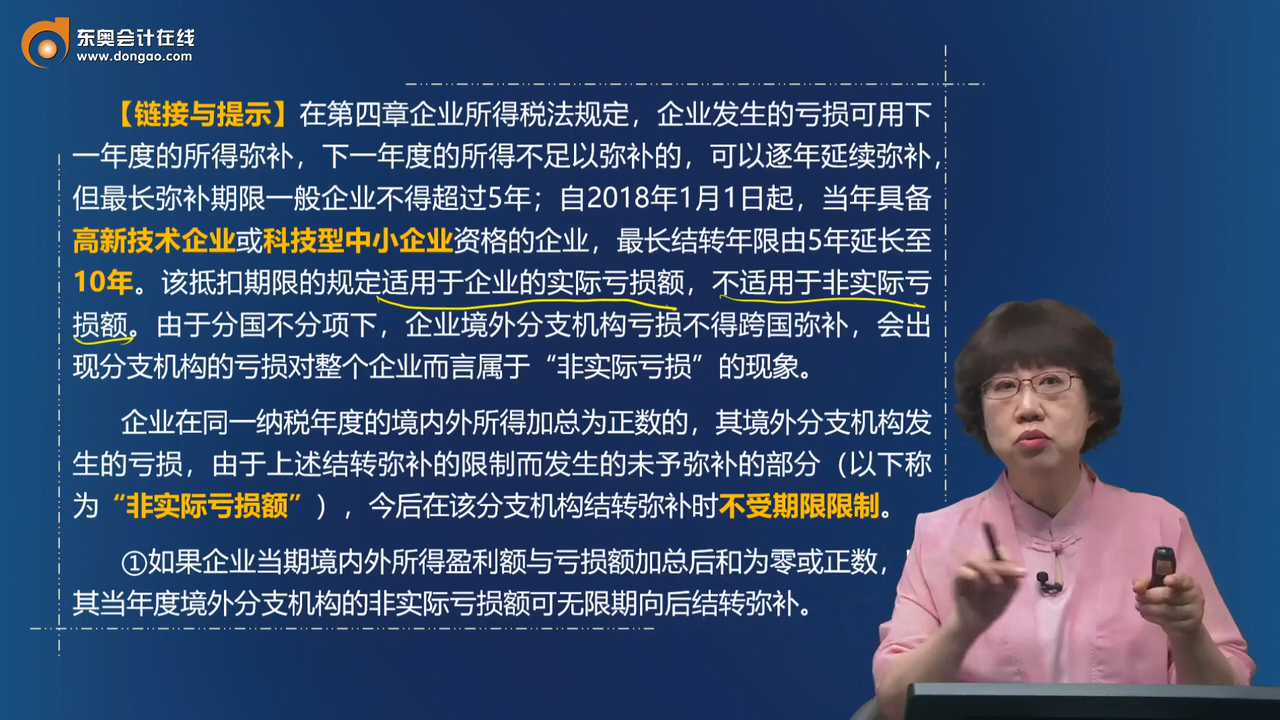 东奥会计在线
www.dongao.com
【链接与提示】在第四章企业所得税法规定，企业发生的亏损可用下
一年度的所得弥补，下一年度的所得不足以弥补的，可以逐年延续弥补，
但最长弥补期限一般企业不得超过5年；自2018年1月1日起，当年具备
高新技术企业或科技型中小企业资格的企业，最长结转年限由5年延长至
10年。该抵扣期限的规定适用于企业的实际亏损额，不适用于非实际亏
损额。由于分国不分项下，企业境外分支机构亏损不得跨国弥补，会出
现分支机构的亏损对整个企业而言属于“非实际亏损”的现象。
企业在同一纳税年度的境内外所得加总为正数的，其境外分支机构发
生的亏损，由于上述结转弥补的限制而发生的未予弥补的部分（以下称
为“非实际亏损额”），今后在该分支机构结转弥补时不受期限限制。
①如果企业当期境内外所得盈利额与亏损额加总后和为零或正数，
其当年度境外分支机构的非实际亏损额可无限期向后结转弥补。